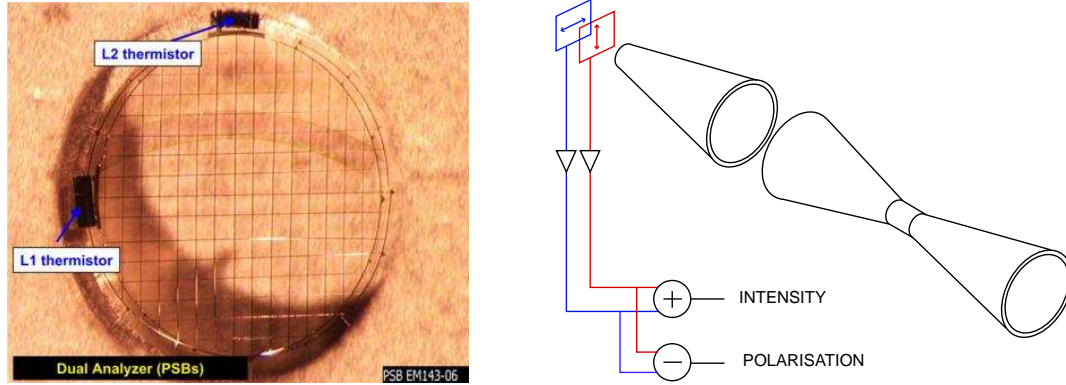 L2 thermistor
L1 thermistor
Dual Analyzer (PSBs)
PSB EM143-06
INTENSITY
POLARISATION